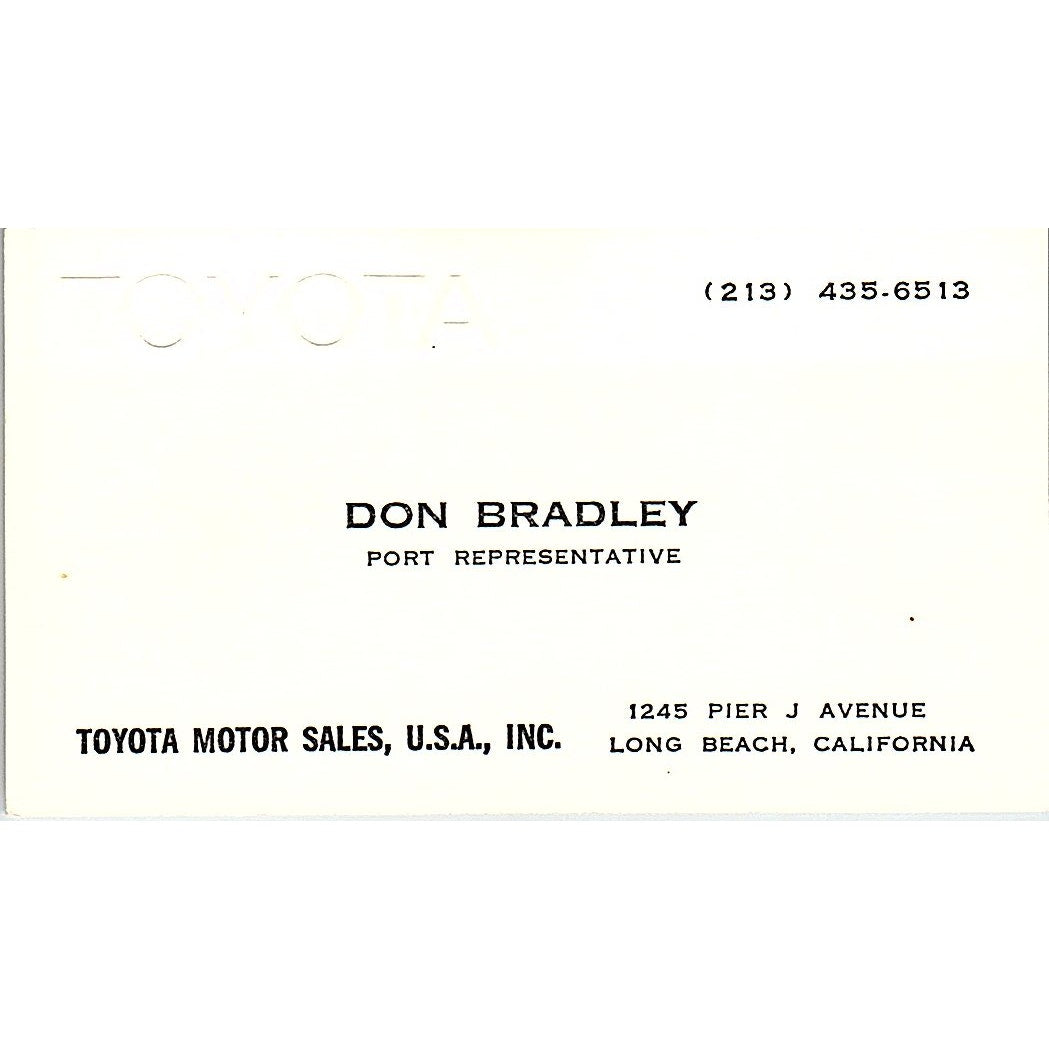 TOYOTA
(213) 435-6513
DON BRADLEY
PORT REPRESENTATIVE
TOYOTA MOTOR SALES, U.S.A., INC.
1245 PIER J AVENUE
LONG BEACH, CALIFORNIA